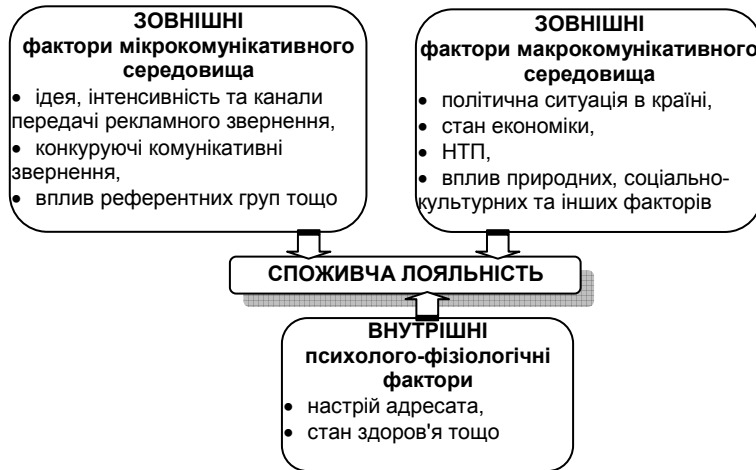 ЗОВНІШНІ
фактори мікрокомунікативного
середовища
• ідея, інтенсивність та канали
передачі рекламного звернення,
• конкуруючі комунікативні
звернення,
• вплив референтних груп тощо
ЗОВНІШНІ
фактори макрокомунікативного
середовища
• політична ситуація в країні,
• стан економіки,
• НТП,
• вплив природних, соціально-
культурних та інших факторів
СПОЖИВЧА ЛОЯЛЬНІСТЬ
ВНУТРІШНІ
психолого-фізіологічні
фактори
• настрій адресата,
• стан здоров'я тощо